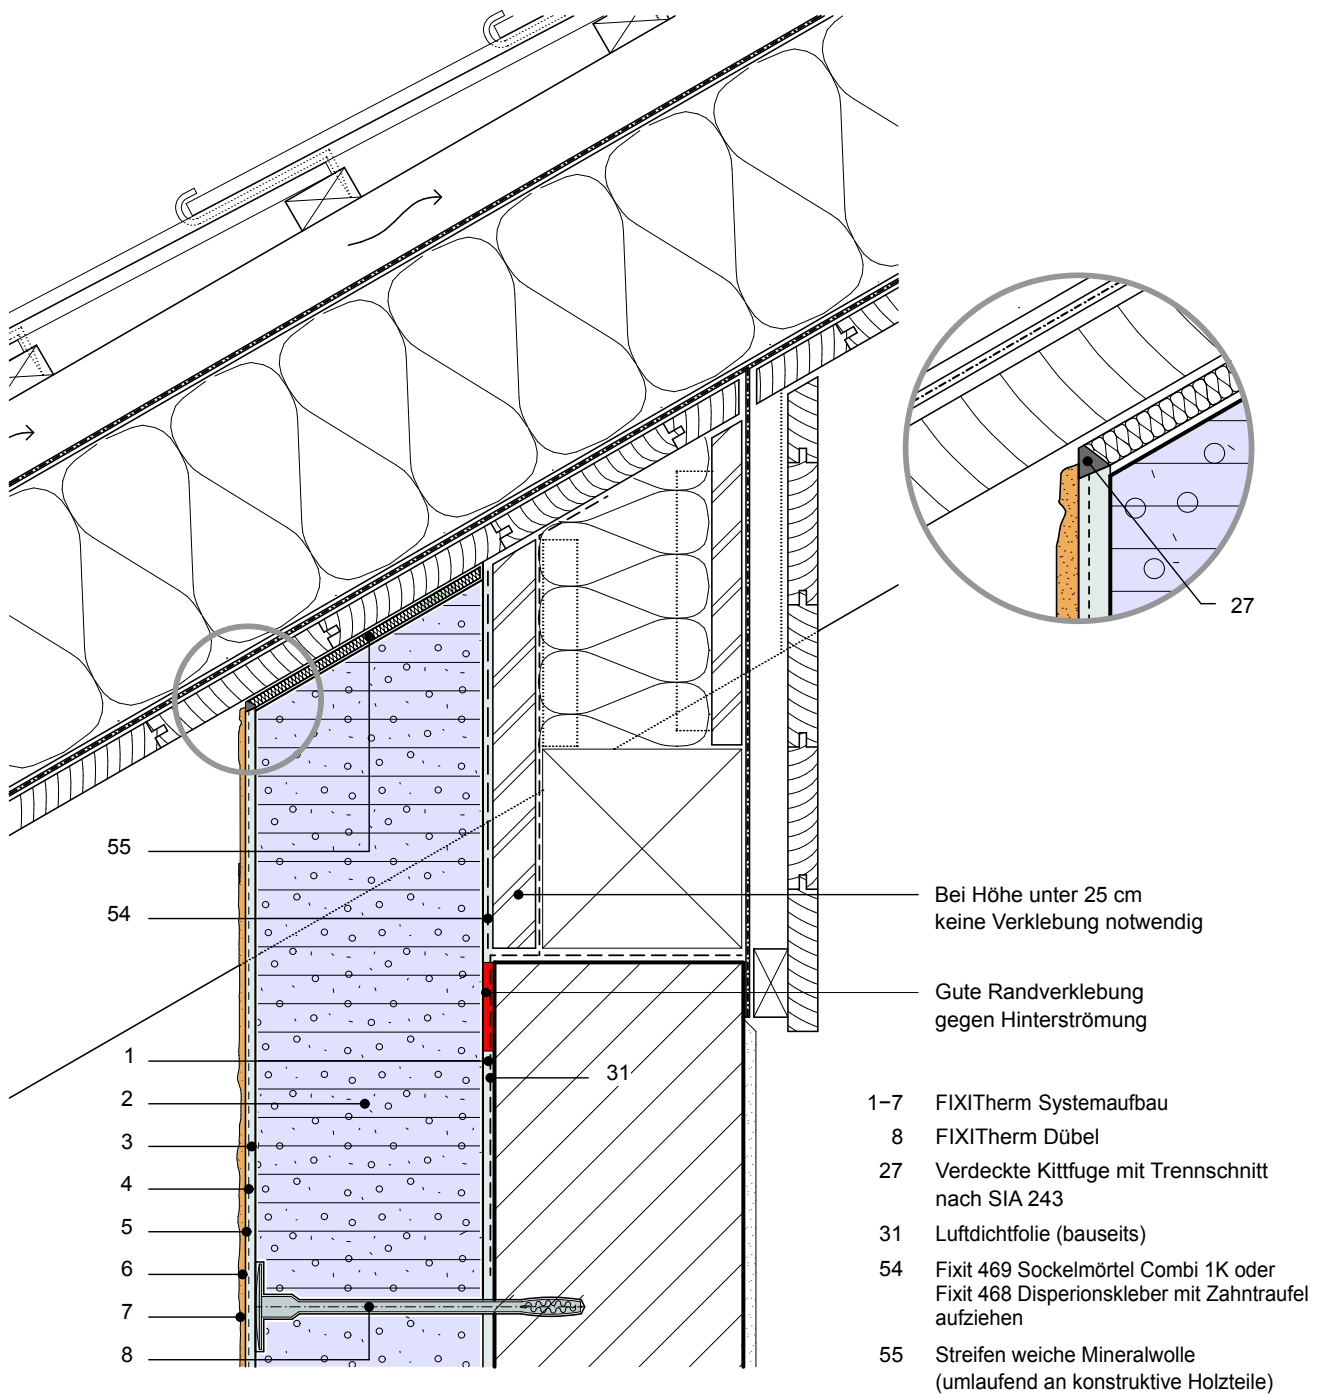 27
55
54
Bei Höhe unter 25 cm
keine Verklebung notwendig
Gute Randverklebung
gegen Hinterströmung
1
31
2
3
4
5
6
7
8
1–7 FIXITherm Systemaufbau
8 FIXITherm Dübel
27 Verdeckte Kittfuge mit Trennschnitt
nach SIA 243
31 Luftdichtfolie (bauseits)
54 Fixit 469 Sockelmörtel Combi 1K oder
Fixit 468 Disperionskleber mit Zahntraufel
aufziehen
55 Streifen weiche Mineralwolle
(umlaufend an konstruktive Holzteile)